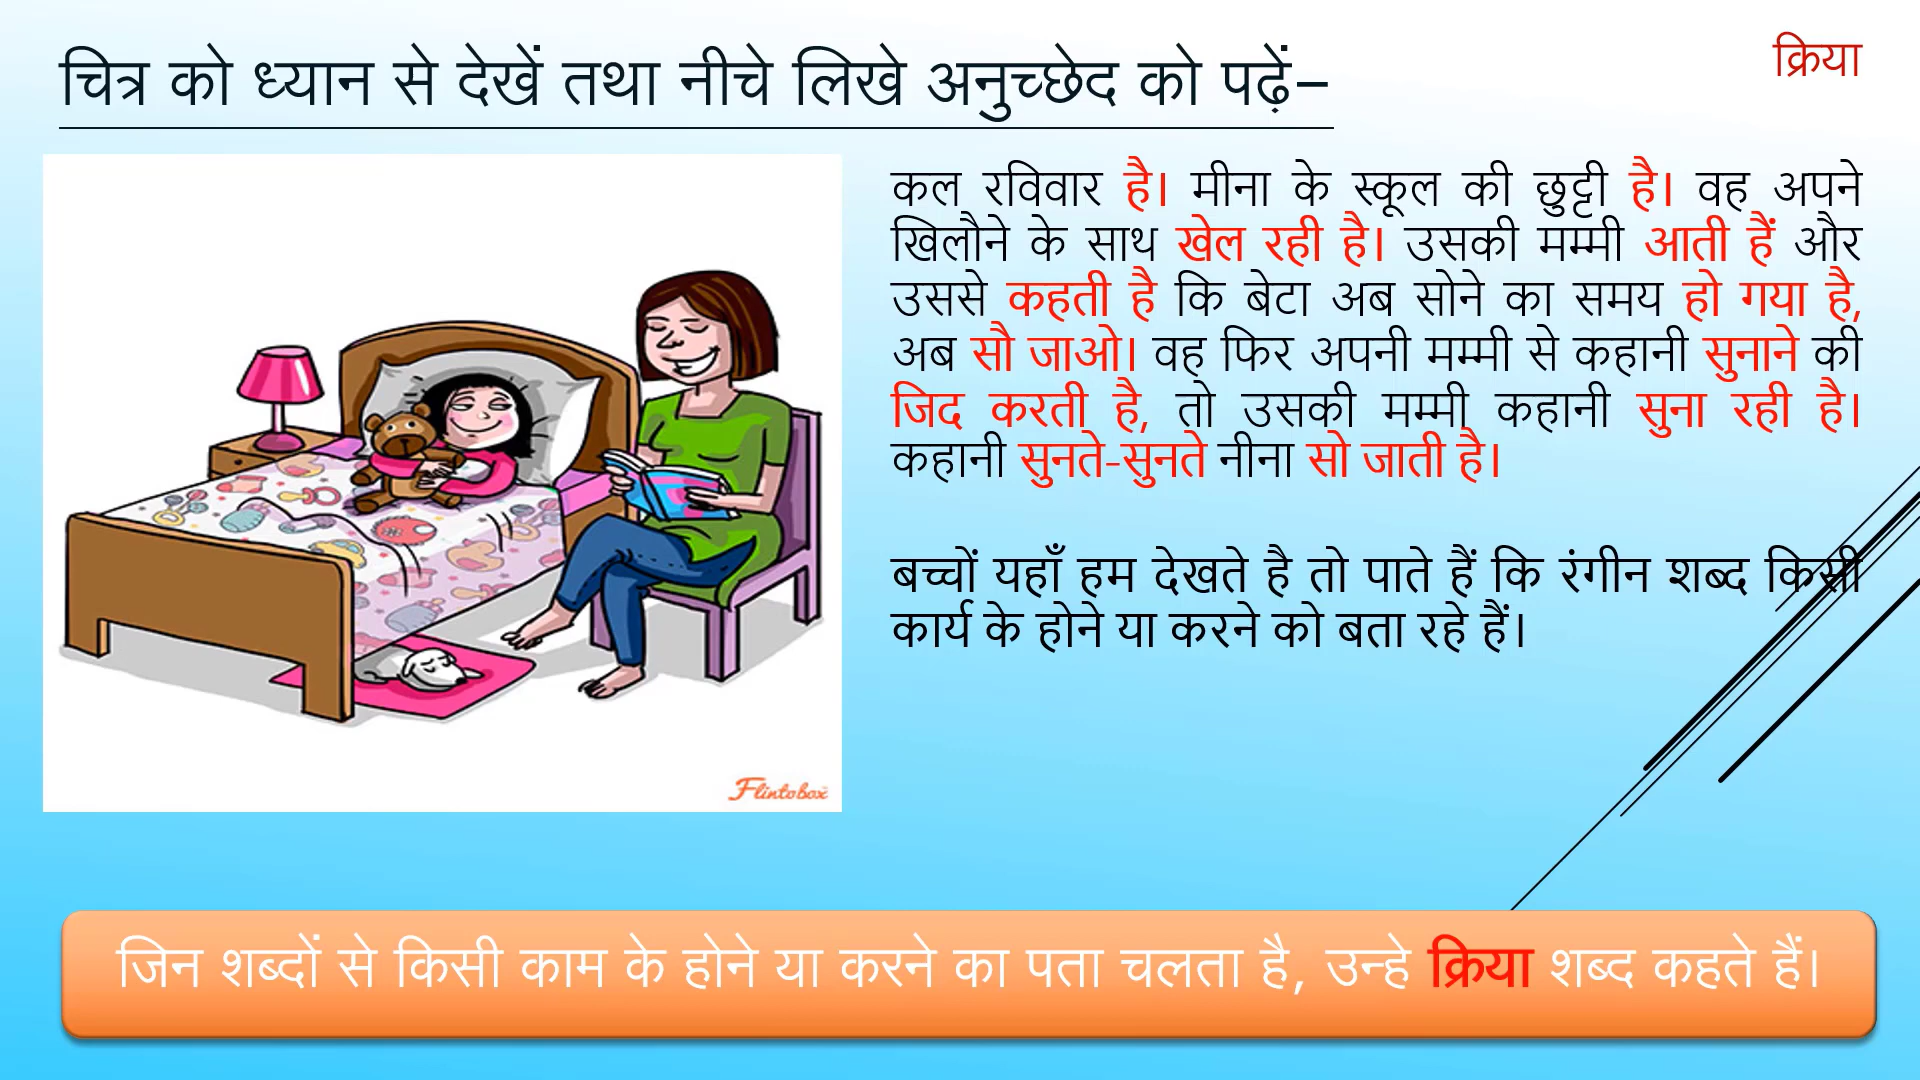 क्रिया
चित्र को ध्यान से देखें तथा नीचे लिखे अनुच्छेद को पढ़ें–
कल रविवार है। मीना के स्कूल की छुट्टी है। वह अपने
खिलौने के साथ खेल रही है। उसकी मम्मी आती हैं और
उससे कहती है कि बेटा अब सोने का समय हो गया है,
अब सौ जाओ। वह फिर अपनी मम्मी से कहानी सुनाने की
जिद करती है, तो उसकी मम्मी कहानी सुना रही है।
कहानी सुनते-सुनते नीना सो जाती है।
बच्चों यहाँ हम देखते है तो पाते हैं कि रंगीन शब्द किसी
कार्य के होने या करने को बता रहे हैं।
Flintobox
जिन शब्दों से किसी काम के होने या करने का पता चलता है, उन्हे क्रिया शब्द कहते हैं।